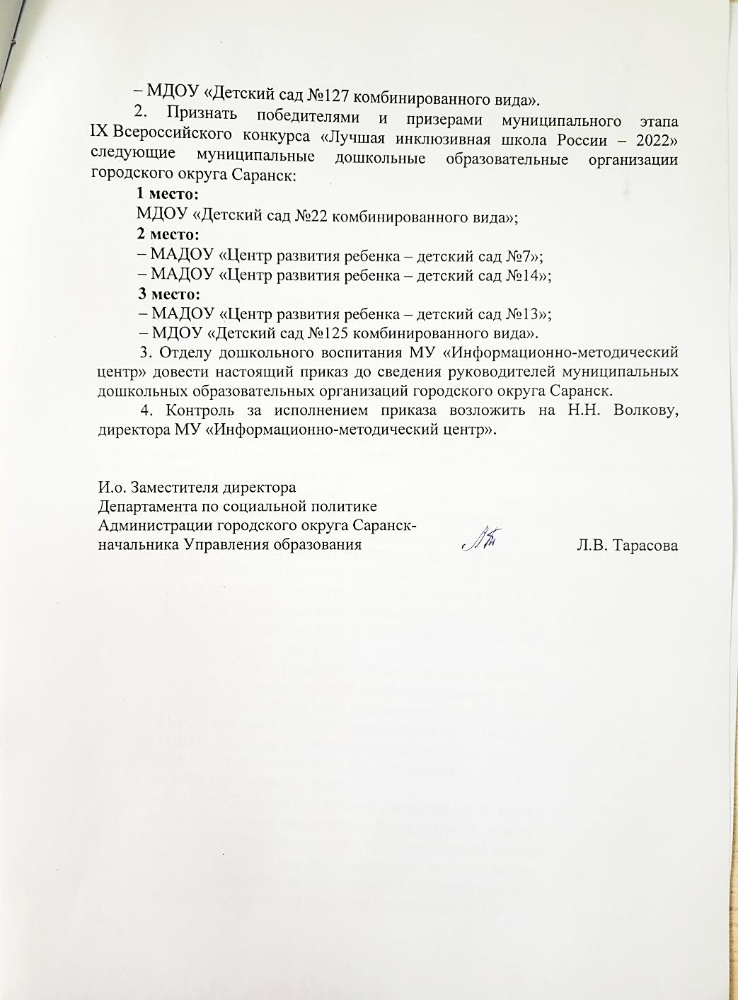 – МДОУ «Детский сад №127 комбинированного вида».
2. Признать победителями и призерами муниципального этапа
IX Всероссийского конкурса «Лучшая инклюзивная школа России – 2022»
следующие муниципальные дошкольные образовательные организации
городского округа Саранск:
1 место:
МДОУ «Детский сад №22 комбинированного вида»;
2 место:
– МАДОУ «Центр развития ребенка – детский сад №7»;
– МАДОУ «Центр развития ребенка – детский сад №14»;
3 место:
– МАДОУ «Центр развития ребенка – детский сад №13»;
– МДОУ «Детский сад №125 комбинированного вида».
3. Отделу дошкольного воспитания МУ «Информационно-методический
центр» довести настоящий приказ до сведения руководителей муниципальных
дошкольных образовательных организаций городского округа Саранск.
4. Контроль за исполнением приказа возложить на Н.Н. Волкову,
директора МУ «Информационно-методический центр».
И.о. Заместителя директора
Департамента по социальной политике
Администрации городского округа Саранск-
начальника Управления образования Л.В. Тарасова